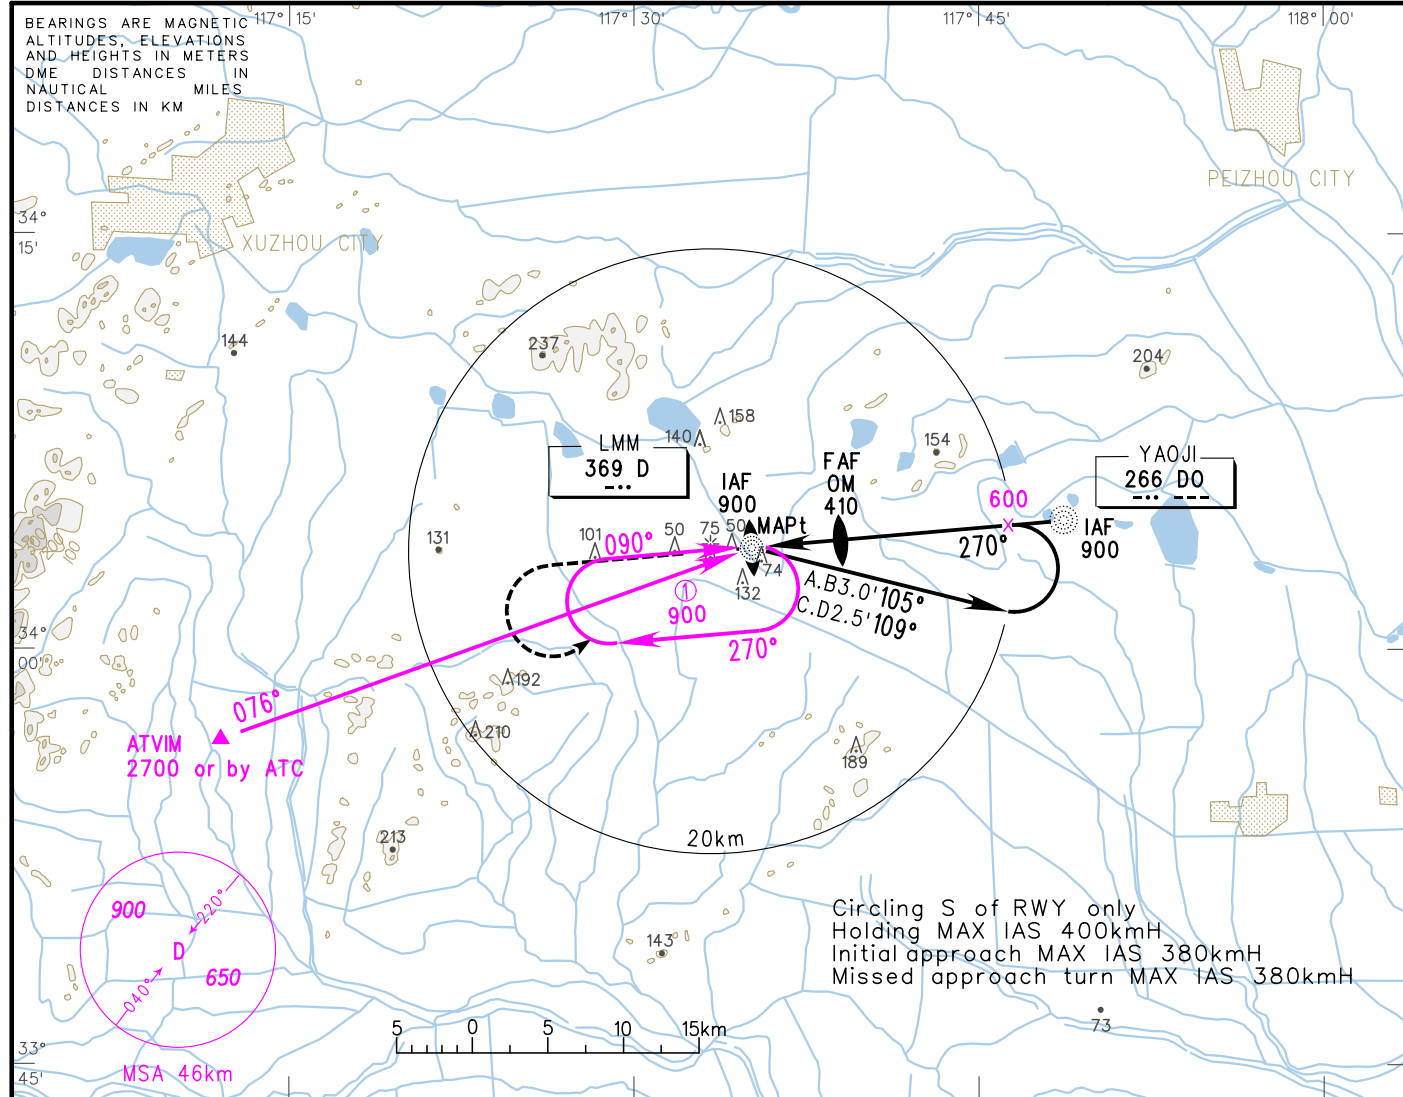 BEARINGS ARE MAGNETIC
ALTITUDES, ELEVATIONS
AND HEIGHTS IN METERS
DME DISTANCES IN
NAUTICAL MILES
DISTANCES IN KM
117° 15'
117° 30'
117° 45'
118° 00'
PEIZHOU CITY
34°
15'
XUZHOU CITY
144
237
204
158
140
154
LMM
369 D
IAF
900
FAF
OM
410
YAOJI
266 DO
600
IAF
900
MAPt
131
101
50
75
50
090°
270°
74
132
A.B3.0'105°
C.D2.5'109°
1
900
270°
34°
00'
192
076°
210
ATVIM
2700 or by ATC
189
213
20km
900
220°
D
650
040°
143
Circling S of RWY only
Holding MAX IAS 400kmH
Initial approach MAX IAS 380kmH
Missed approach turn MAX IAS 380kmH
73
5 0 5 10 15km
33°
45'
MSA 46km